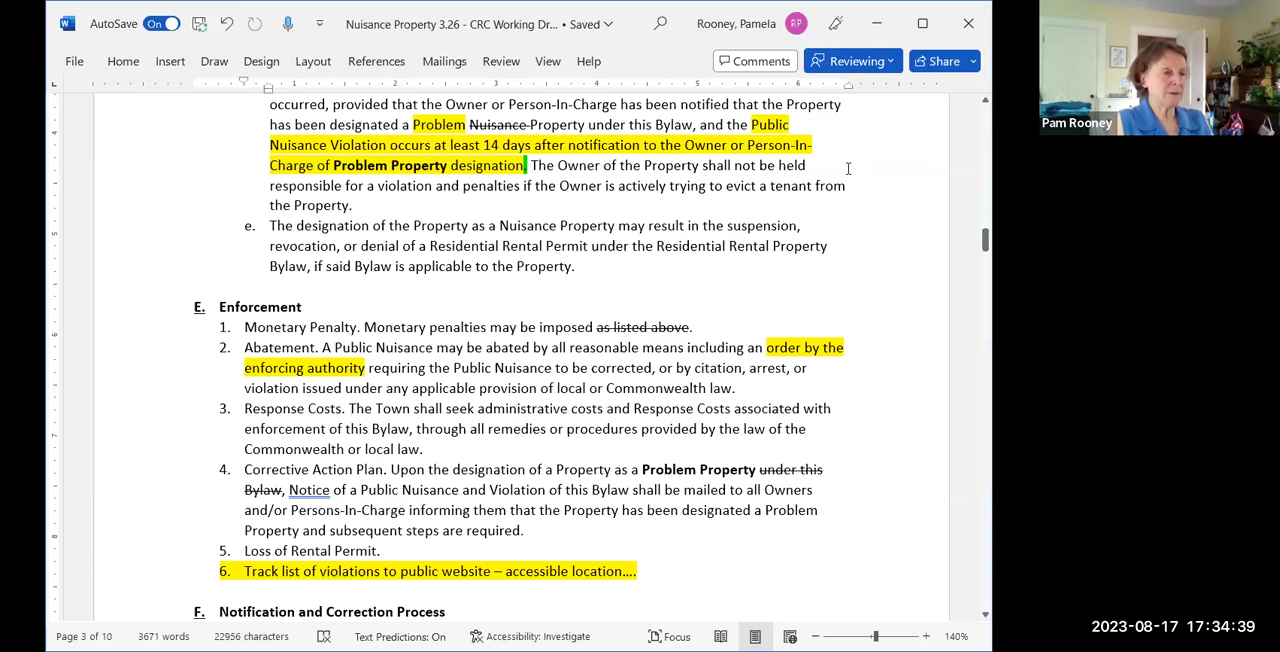 AutoSave On Nuisance Property 3.26 - CRC Working Dr... • Saved Rooney, Pamela RP
File Home Insert Draw Design Layout References Mailings Review View Help Comments Reviewing Share
1 2 3 4 5 6
occurred, provided that the Owner or Person-In-Charge has been notified that the Property
has been designated a Problem Nuisance Property under this Bylaw, and the Public
Nuisance Violation occurs at least 14 days after notification to the Owner or Person-In-
Charge of Problem Property designation. The Owner of the Property shall not be held
responsible for a violation and penalties if the Owner is actively trying to evict a tenant from
the Property.
e. The designation of the Property as a Nuisance Property may result in the suspension,
revocation, or denial of a Residential Rental Permit under the Residential Rental Property
Bylaw, if said Bylaw is applicable to the Property.
E. Enforcement
1. Monetary Penalty. Monetary penalties may be imposed as listed above.
2. Abatement. A Public Nuisance may be abated by all reasonable means including an order by the
enforcing authority requiring the Public Nuisance to be corrected, or by citation, arrest, or
violation issued under any applicable provision of local or Commonwealth law.
3. Response Costs. The Town shall seek administrative costs and Response Costs associated with
enforcement of this Bylaw, through all remedies or procedures provided by the law of the
Commonwealth or local law.
4. Corrective Action Plan. Upon the designation of a Property as a Problem Property under this
Bylaw, Notice of a Public Nuisance and Violation of this Bylaw shall be mailed to all Owners
and/or Persons-In-Charge informing them that the Property has been designated a Problem
Property and subsequent steps are required.
5. Loss of Rental Permit.
6. Track list of violations to public website – accessible location….
F. Notification and Correction Process
Page 3 of 10 3671 words 22956 characters Text Predictions: On Accessibility: Investigate Focus 140%
Pam Rooney
2023-08-17 17:34:39